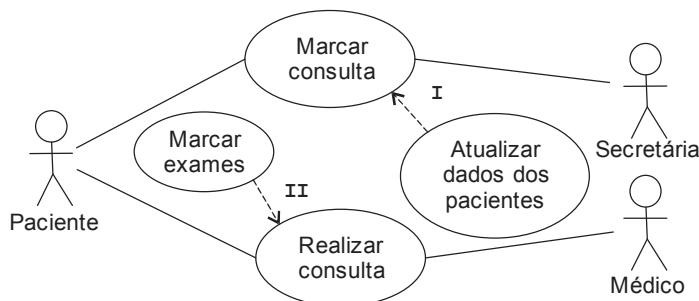 Marcar
consulta
I
Marcar
exames
Atualizar
dados dos
pacientes
Secretária
Paciente
II
Realizar
consulta
Médico